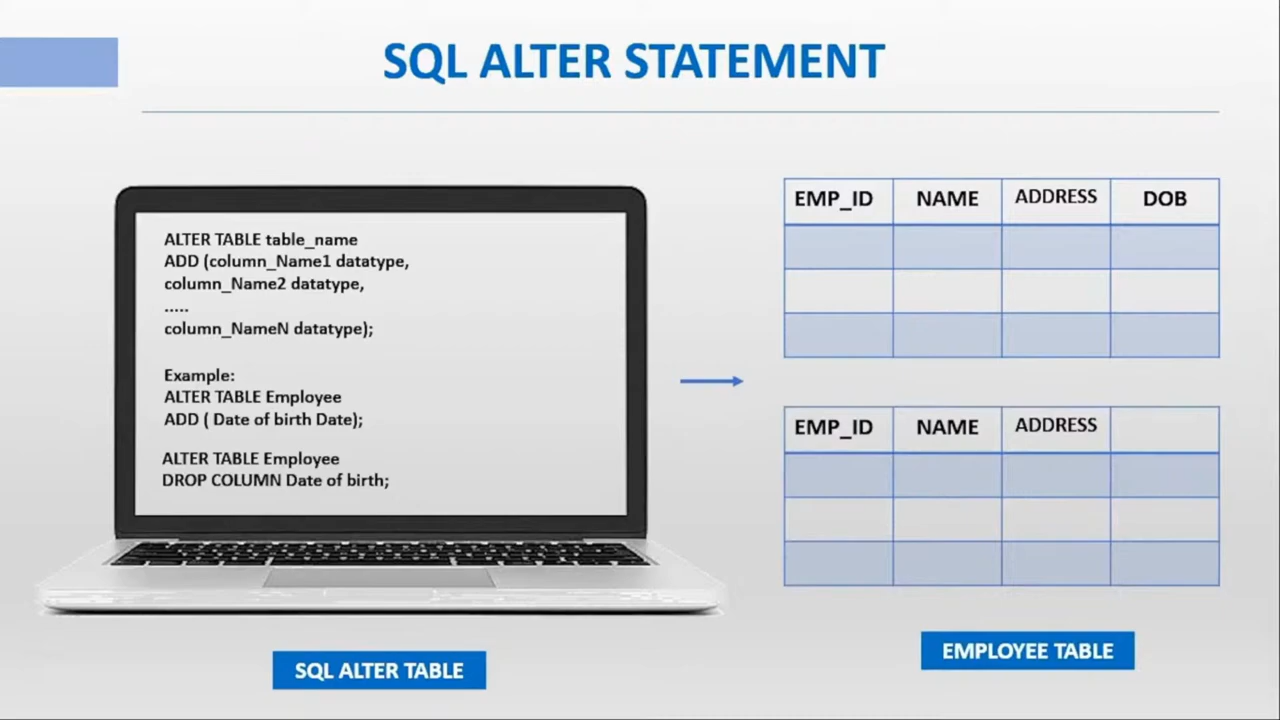 SQL ALTER STATEMENT
ALTER TABLE table_name
ADD (column_Name1 datatype,
column_Name2 datatype,
.....
column_NameN datatype);
Example:
ALTER TABLE Employee
ADD ( Date of birth Date);
ALTER TABLE Employee
DROP COLUMN Date of birth;
SQL ALTER TABLE
EMP_ID NAME ADDRESS DOB
EMP_ID NAME ADDRESS
EMPLOYEE TABLE